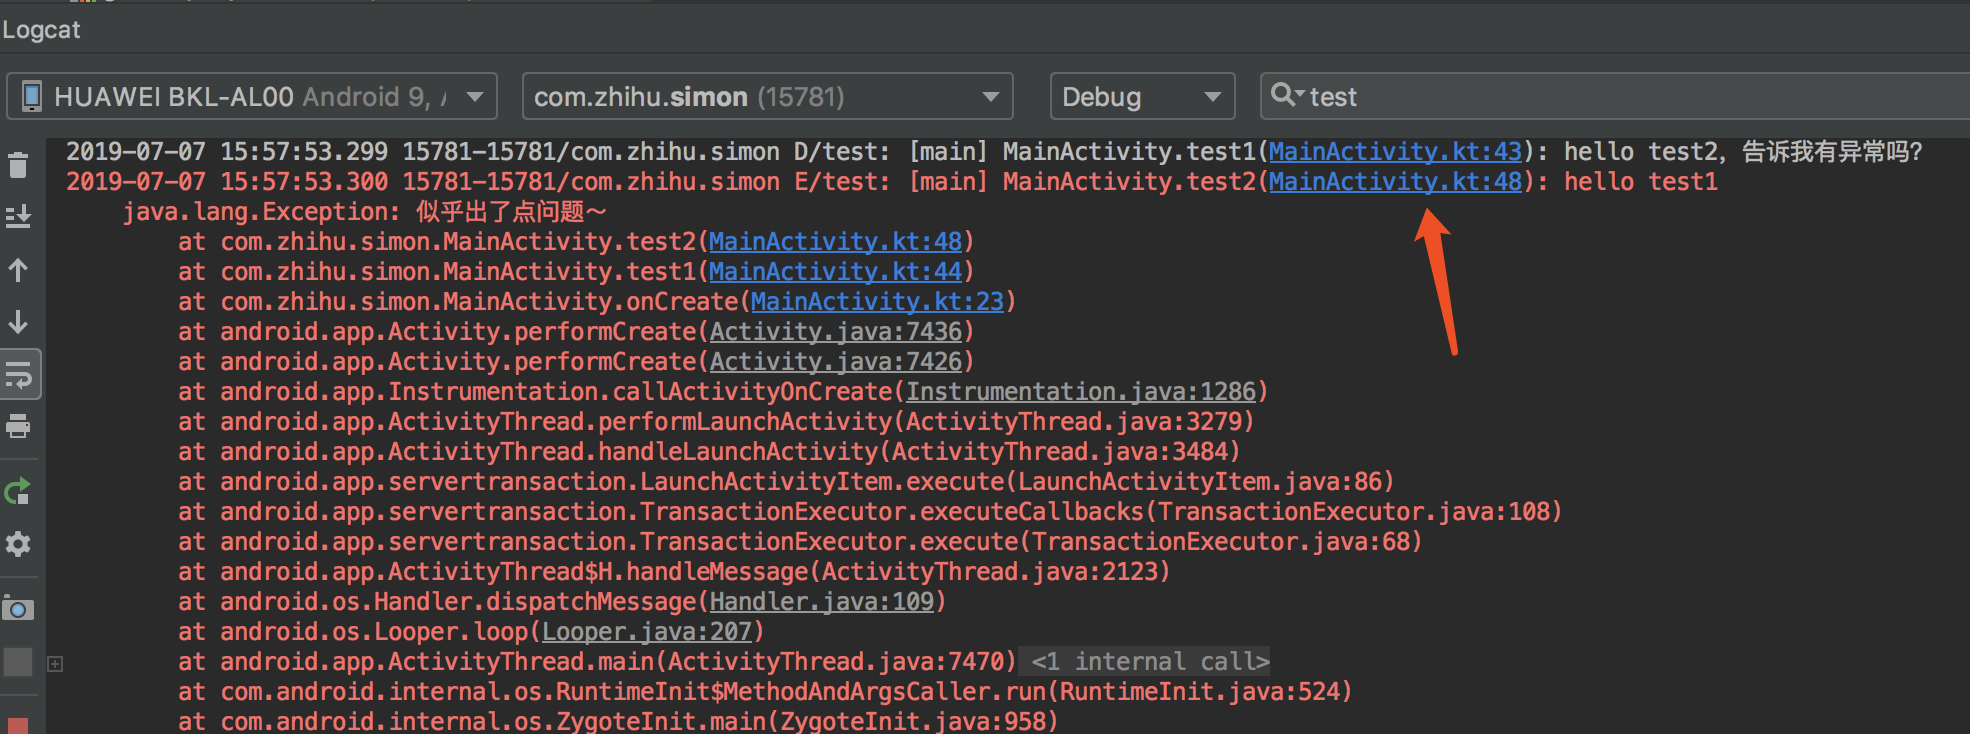 Logcat
HUAWEI BKL-AL00 Android 9,
com.zhihu.simon (15781)
Debug
test
2019-07-07 15:57:53.299 15781-15781/com.zhihu.simon D/test: [main] MainActivity.test1(MainActivity.kt:43): hello test2, 告诉我有异常吗?
2019-07-07 15:57:53.300 15781-15781/com.zhihu.simon E/test: [main] MainActivity.test2(MainActivity.kt:48): hello test1
java.lang.Exception: 似乎出了点问题~
at com.zhihu.simon.MainActivity.test2(MainActivity.kt:48)
at com.zhihu.simon.MainActivity.test1(MainActivity.kt:44)
at com.zhihu.simon.MainActivity.onCreate(MainActivity.kt:23)
at android.app.Activity.performCreate(Activity.java:7436)
at android.app.Activity.performCreate(Activity.java:7426)
at android.app.Instrumentation.callActivityOnCreate(Instrumentation.java:1286)
at android.app.ActivityThread.performLaunchActivity(ActivityThread.java:3279)
at android.app.ActivityThread.handleLaunchActivity(ActivityThread.java:3484)
at android.app.servertransaction.LaunchActivityItem.execute(LaunchActivityItem.java:86)
at android.app.servertransaction.TransactionExecutor.executeCallbacks(TransactionExecutor.java:108)
at android.app.servertransaction.TransactionExecutor.execute(TransactionExecutor.java:68)
at android.app.ActivityThread$H.handleMessage(ActivityThread.java:2123)
at android.os.Handler.dispatchMessage(Handler.java:109)
at android.os.Looper.loop(Looper.java:207)
at android.app.ActivityThread.main(ActivityThread.java:7470) <1 internal call>
at com.android.internal.os.RuntimeInit$MethodAndArgsCaller.run(RuntimeInit.java:524)
at com.android.internal.os.ZygoteInit.main(ZygoteInit.java:958)